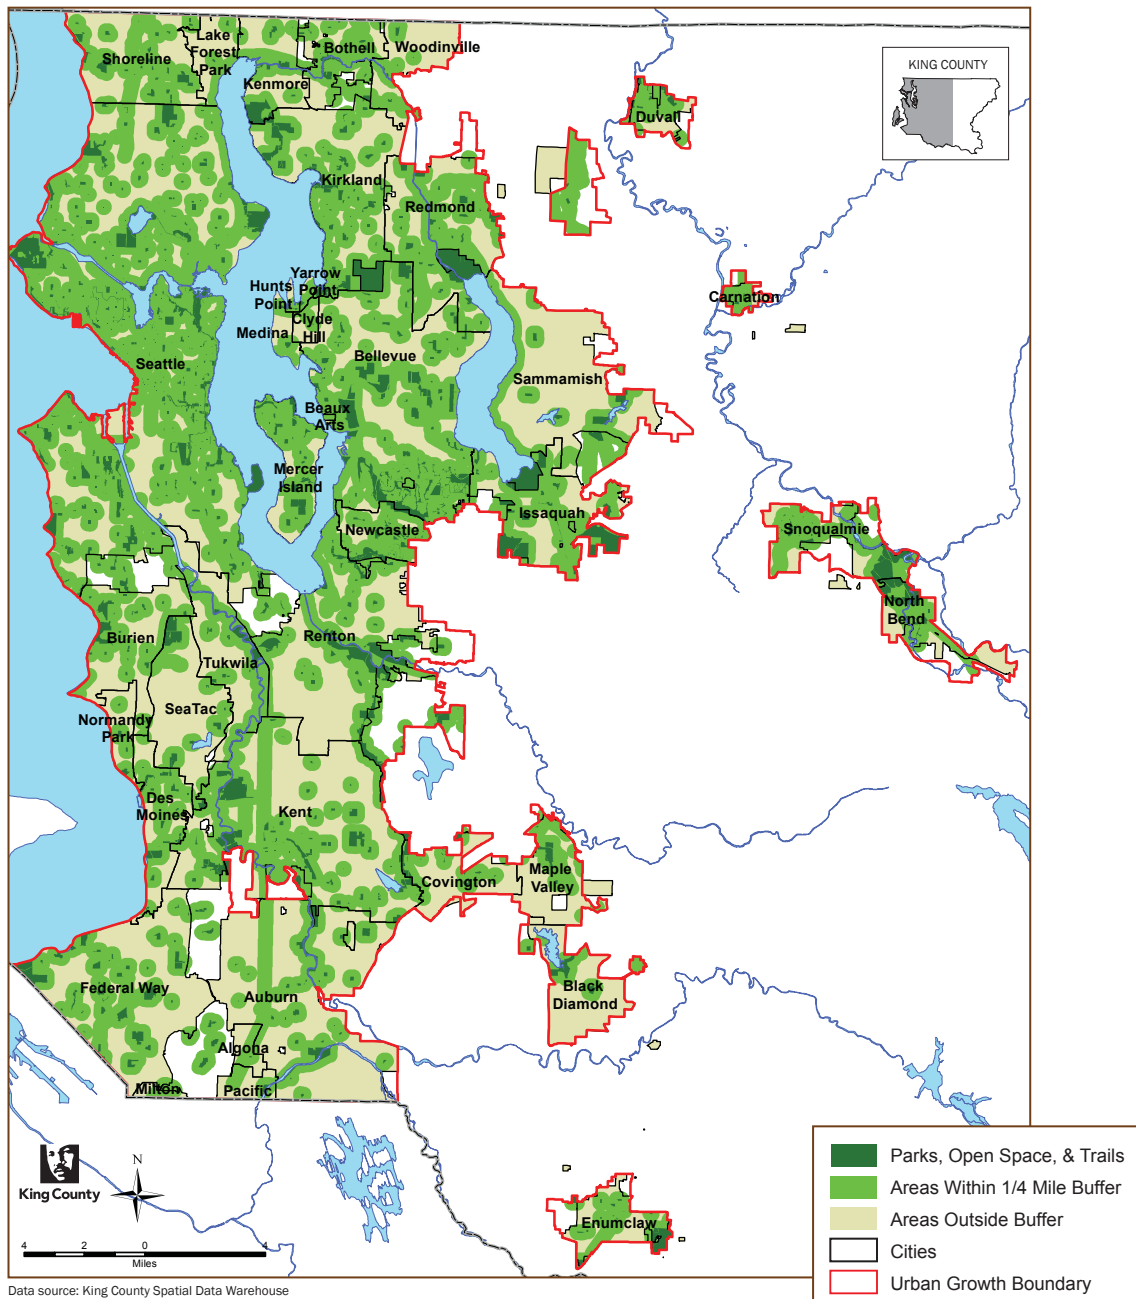 Shoreline
Lake
Forest
Park
Bothell
Woodinville
Kenmore
KING COUNTY
Duvall
Kirkland
Redmond
Yarrow
Point
Hunts
Point
Carnation
Clyde
Hill
Medina
Bellevue
Seattle
Sammamish
Beaux
Arts
Mercer
Island
Issaquah
Newcastle
Snoqualmie
North
Bend
Burien
Renton
Tukwila
SeaTac
Normandy
Park
Des
Moines
Kent
Covington
Maple
Valley
Federal Way
Auburn
Black
Diamond
Algona
Milton
Pacific
Enumclaw
King County
N
4 2 0 4
Miles
Parks, Open Space, & Trails
Areas Within 1/4 Mile Buffer
Areas Outside Buffer
Cities
Urban Growth Boundary
Data source: King County Spatial Data Warehouse